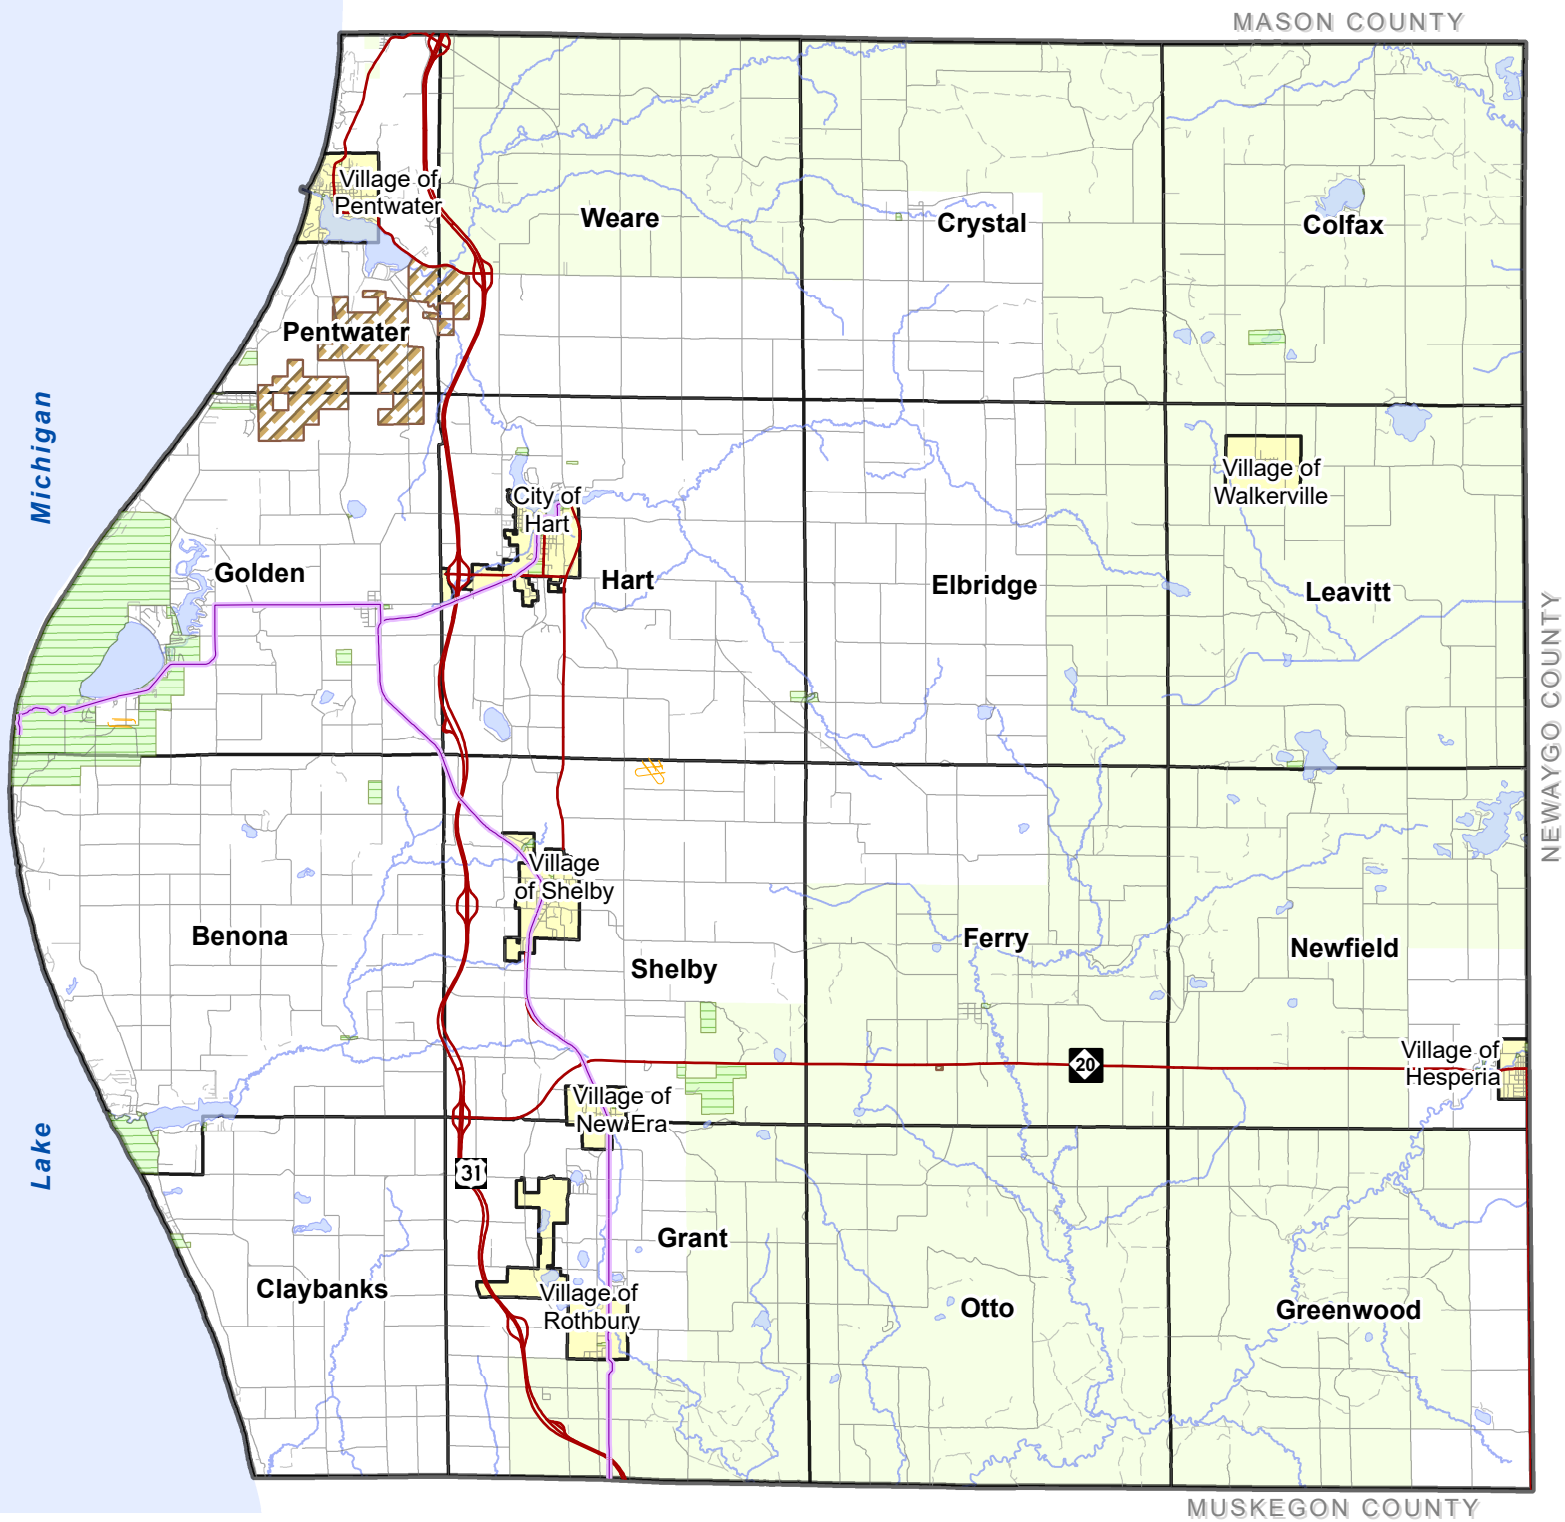 MASON COUNTY
Village of
Pentwater
Weare
Crystal
Colfax
Pentwater
Michigan
Village of
Walkerville
City of
Hart
Golden
Hart
Elbridge
Leavitt
NEWAYGO COUNTY
Village
of Shelby
Benona
Shelby
Ferry
Newfield
20
Village of
Hesperia
Village of
New Era
Lake
31
Grant
Claybanks
Village of
Rothbury
Otto
Greenwood
MUSKEGON COUNTY